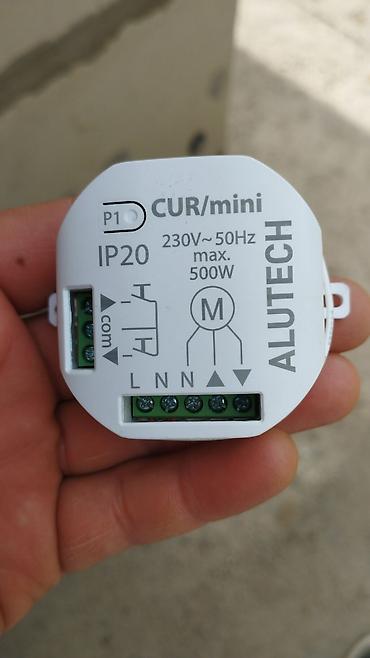 P1 CUR/mini
IP20
230V~50Hz
max.
500W
ALUTECH
M
▲ com ▼
L N N ▲ ▼